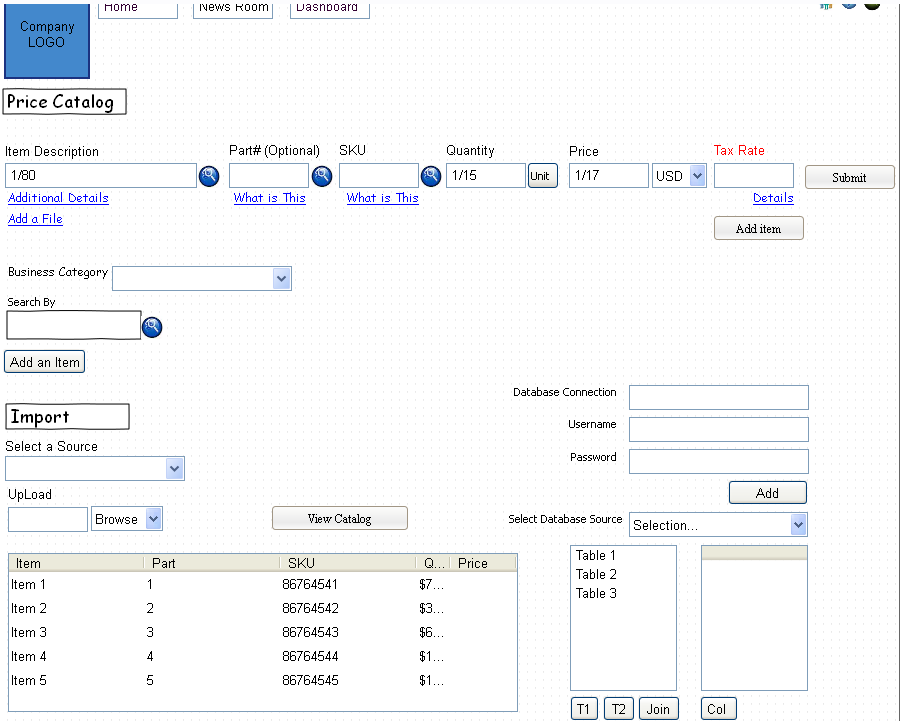 Home News Room Dashboard
Company
LOGO
Price Catalog
Item Description Part# (Optional) SKU Quantity Price Tax Rate
1/80 1/15 Unit 1/17 USD Submit
Additional Details What is This What is This Details
Add a File
Add item
Business Category
Search By
Add an Item
Database Connection
Import
Username
Select a Source
Password
Add
UpLoad
Browse View Catalog Select Database Source Selection...
Item Part SKU Q... Price
Item 1 1 86764541 $7...
Item 2 2 86764542 $3...
Item 3 3 86764543 $6...
Item 4 4 86764544 $1...
Item 5 5 86764545 $1...
Table 1
Table 2
Table 3
T1 T2 Join Col